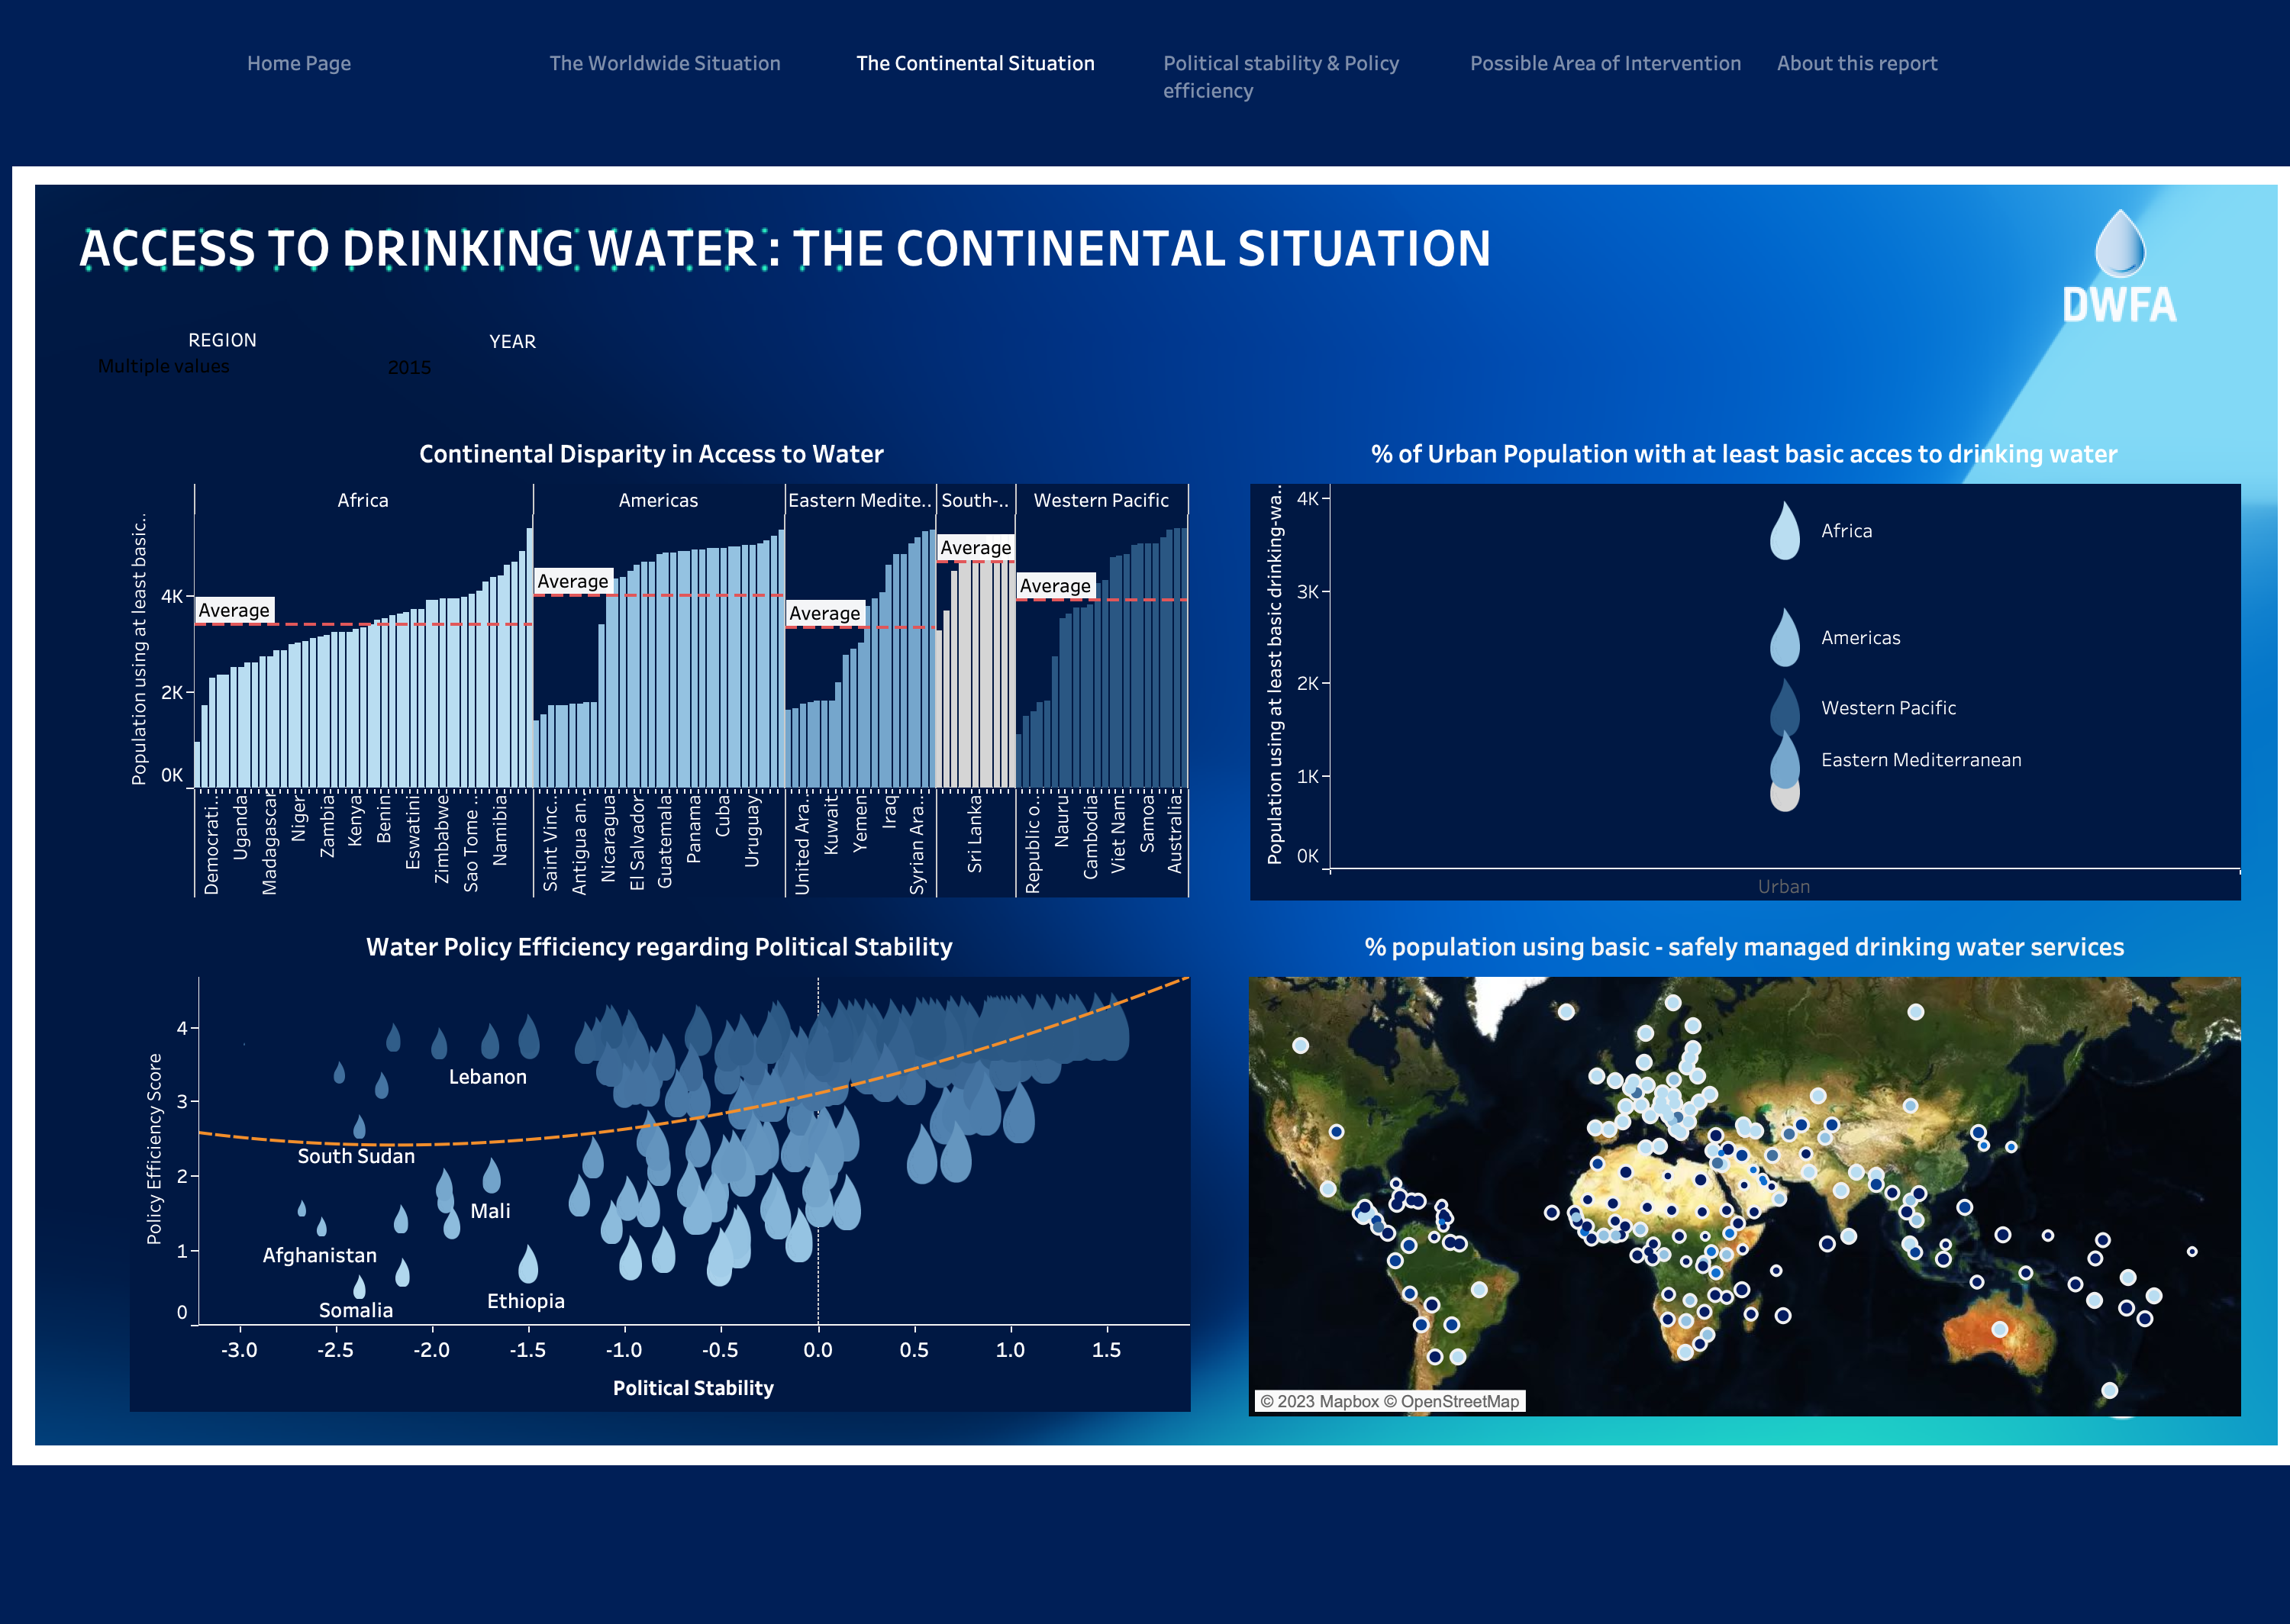 Home Page
The Worldwide Situation
The Continental Situation
Political stability & Policy
efficiency
Possible Area of Intervention
About this report
ACCESS TO DRINKING WATER : THE CONTINENTAL SITUATION
DWFA
REGION
YEAR
Multiple values
2015
Continental Disparity in Access to Water
Africa
Americas
Eastern Medite..
South-..
Western Pacific
Population using at least basic..
4K
2K
0K
Average
Average
Average
Average
Average
Democrati..
Uganda
Madagascar
Niger
Zambia
Kenya
Benin
Eswatini
Zimbabwe
Sao Tome ..
Namibia
Saint Vinc..
Antigua an..
Nicaragua
El Salvador
Guatemala
Panama
Cuba
Uruguay
United Ara..
Kuwait
Yemen
Iraq
Syrian Ara..
Sri Lanka
Republic o..
Nauru
Cambodia
Viet Nam
Samoa
Australia
% of Urban Population with at least basic acces to drinking water
Population using at least basic drinking-wa..
4K
3K
2K
1K
0K
Africa
Americas
Western Pacific
Eastern Mediterranean
Urban
Water Policy Efficiency regarding Political Stability
Policy Efficiency Score
4
3
2
1
0
Lebanon
South Sudan
Mali
Afghanistan
Somalia
Ethiopia
-3.0
-2.5
-2.0
-1.5
-1.0
-0.5
0.0
0.5
1.0
1.5
Political Stability
% population using basic - safely managed drinking water services
© 2023 Mapbox © OpenStreetMap